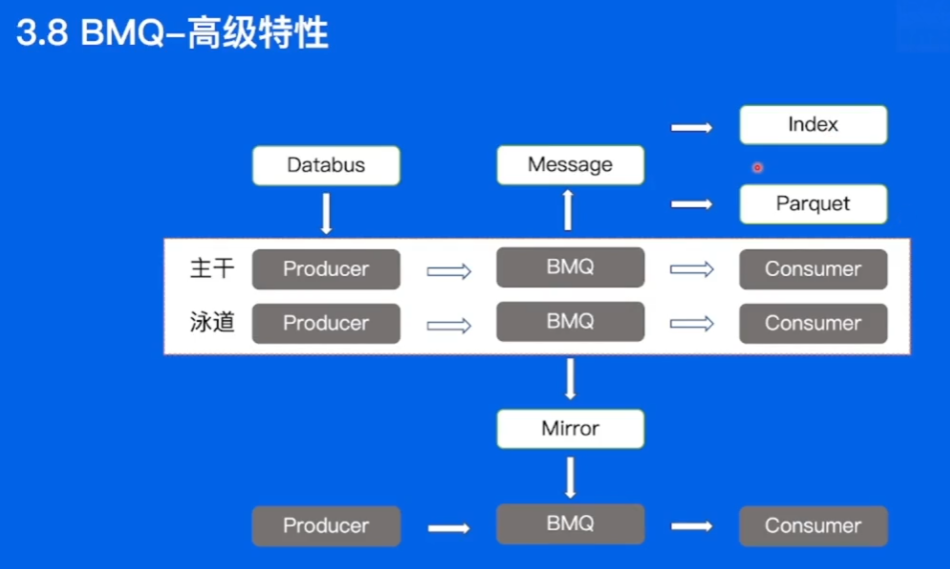 3.8 BMQ–高级特性
Index
Databus
Message
Parquet
主干
Producer
BMQ
Consumer
泳道
Producer
BMQ
Consumer
Mirror
Producer
BMQ
Consumer